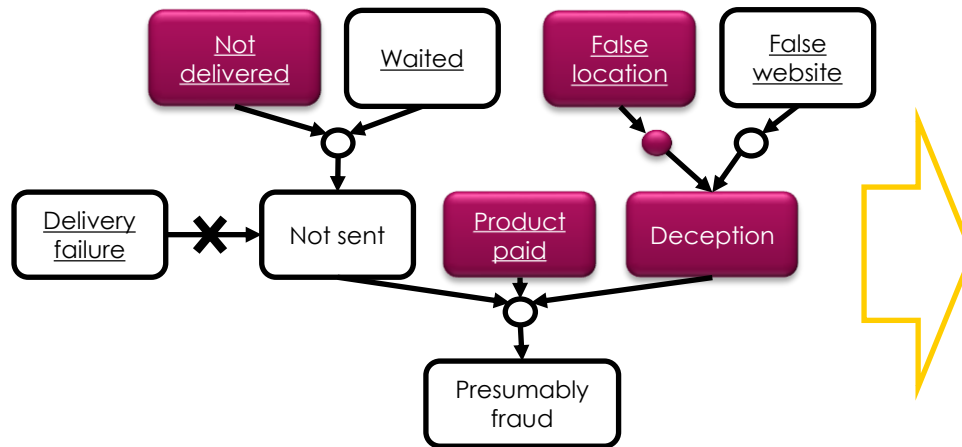 Not
delivered
Waited
False
location
False
website
Delivery
failure
Not sent
Product
paid
Deception
Presumably
fraud